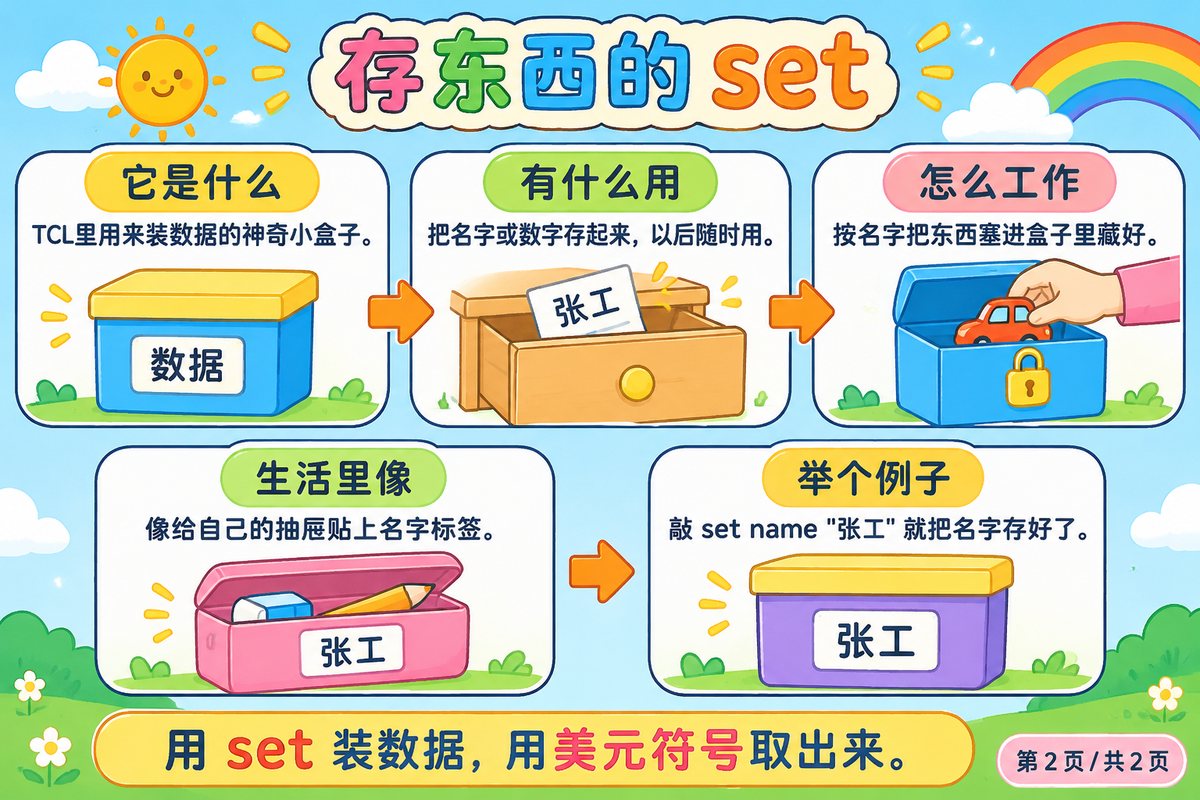 存东西的 set
它是什么
TCL里用来装数据的神奇小盒子。
数据
有什么用
把名字或数字存起来，以后随时用。
张工
怎么工作
按名字把东西塞进盒子里藏好。
生活里像
像给自己的抽屉贴上名字标签。
张工
举个例子
敲 set name "张工" 就把名字存好了。
张工
用 set 装数据，用美元符号取出来。
第2页/共2页